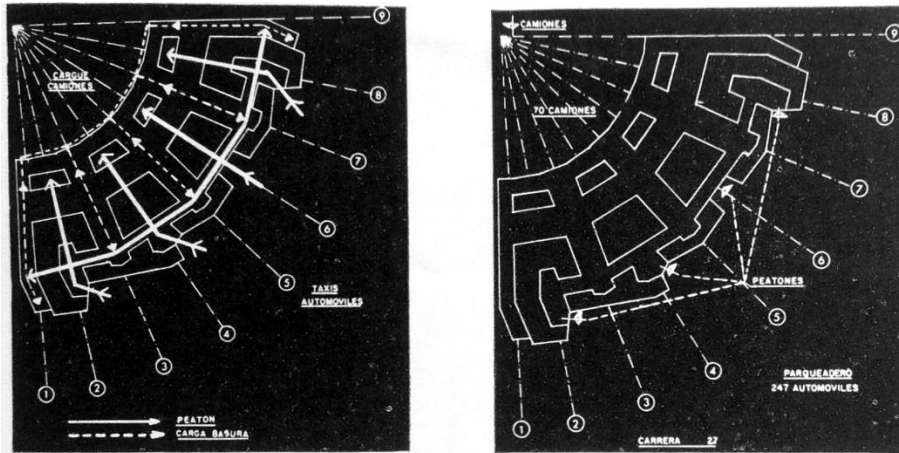 9
CARGUE
CAMIONES
8
7
6
5
TAXIS
AUTOMOVILES
4
3
2
1
PEATON
CARGA BASURA
CAMIONES
9
70 CAMIONES
8
7
6
PEATONES
5
4
PARQUEADERO
247 AUTOMOVILES
3
2
1
CARRERA 27